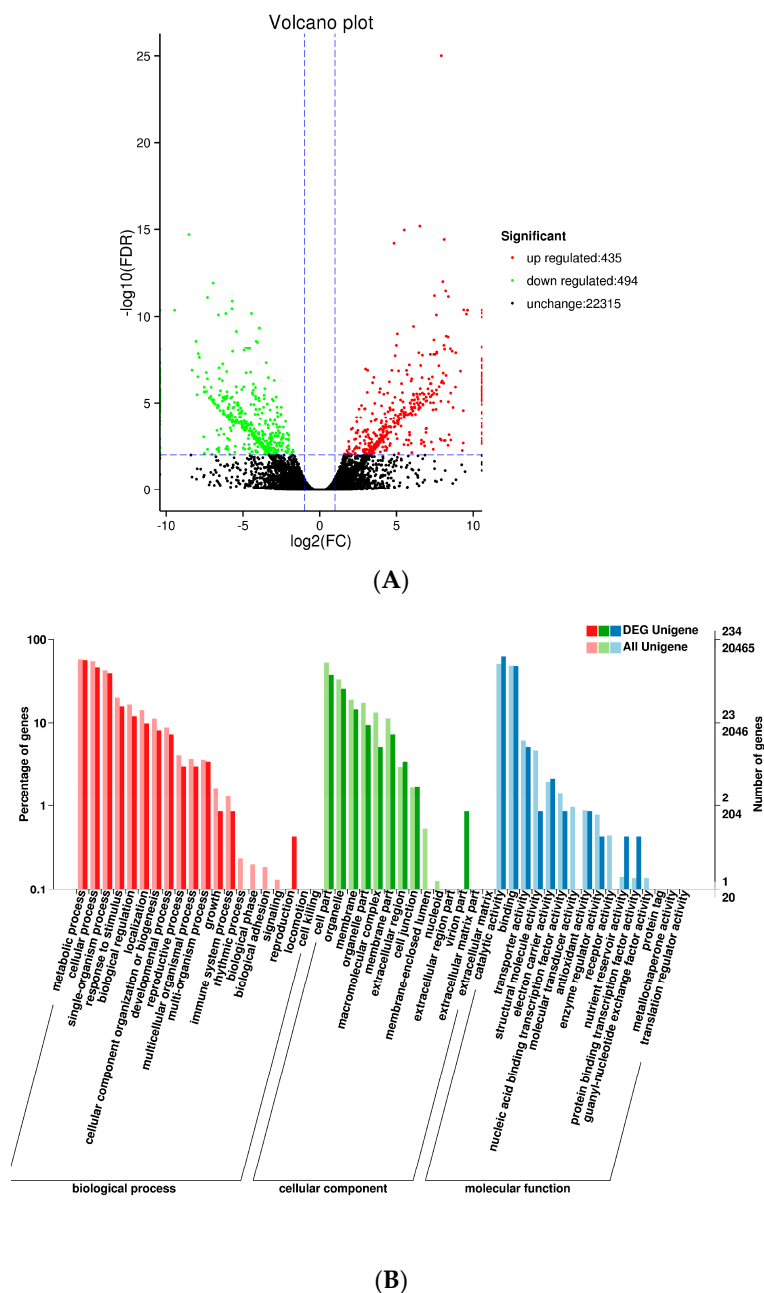 Volcano plot
25
20
15
10
5
0
-log10(FDR)
-10
-5
0
5
10
log2(FC)
Significant
up regulated:435
down regulated:494
unchange:22315
(A)
DEG Unigene
All Unigene
100
10
1
0.1
Percentage of genes
234
20465
23
2046
2
204
1
20
Number of genes
metabolic process
cellular process
single-organism process
response to stimulus
biological regulation
localization
cellular component organization or biogenesis
developmental process
reproductive process
multicellular organismal process
multi-organism process
growth
immune system process
rhythmic process
biological phase
biological adhesion
signaling
reproduction
locomotion
cell killing
cell part
organelle
membrane
organelle part
macromolecular complex
membrane part
extracellular region
cell junction
membrane-enclosed lumen
nucleoid
extracellular region part
virion part
extracellular matrix part
extracellular matrix
catalytic activity
binding
transporter activity
structural molecule activity
electron carrier activity
nucleic acid binding transcription factor activity
molecular transducer activity
antioxidant activity
enzyme regulator activity
receptor activity
nutrient reservoir activity
protein binding transcription factor activity
guanyl-nucleotide exchange factor activity
protein tag
metallochaperone activity
translation regulator activity
biological process
cellular component
molecular function
(B)